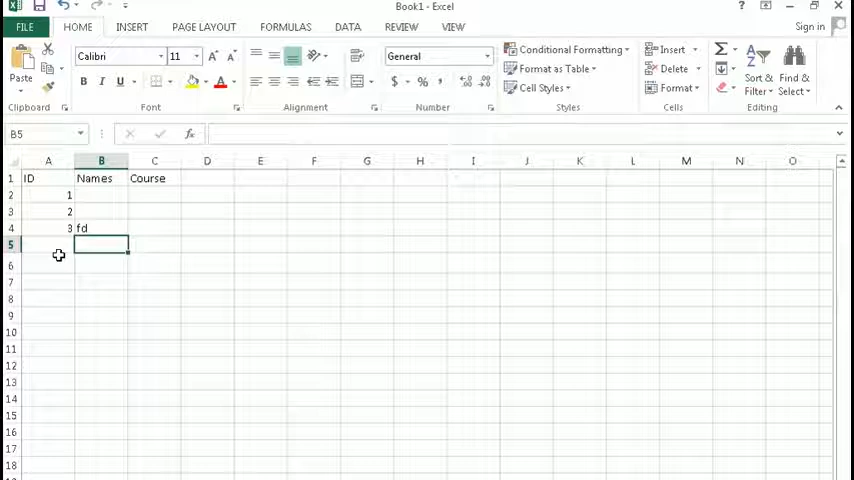 Book1 - Excel
FILE HOME INSERT PAGE LAYOUT FORMULAS DATA REVIEW VIEW Sign in
Paste
Calibri 11
B I U
General
$ % ,
Conditional Formatting
Format as Table
Cell Styles
Insert
Delete
Format
Sort & Filter
Find & Select
Clipboard Font Alignment Number Styles Cells Editing
B5 fx
A B C D E F G H I J K L M N O
1 ID Names Course
2 1
3 2
4 3 fd
5
6
7
8
9
10
11
12
13
14
15
16
17
18